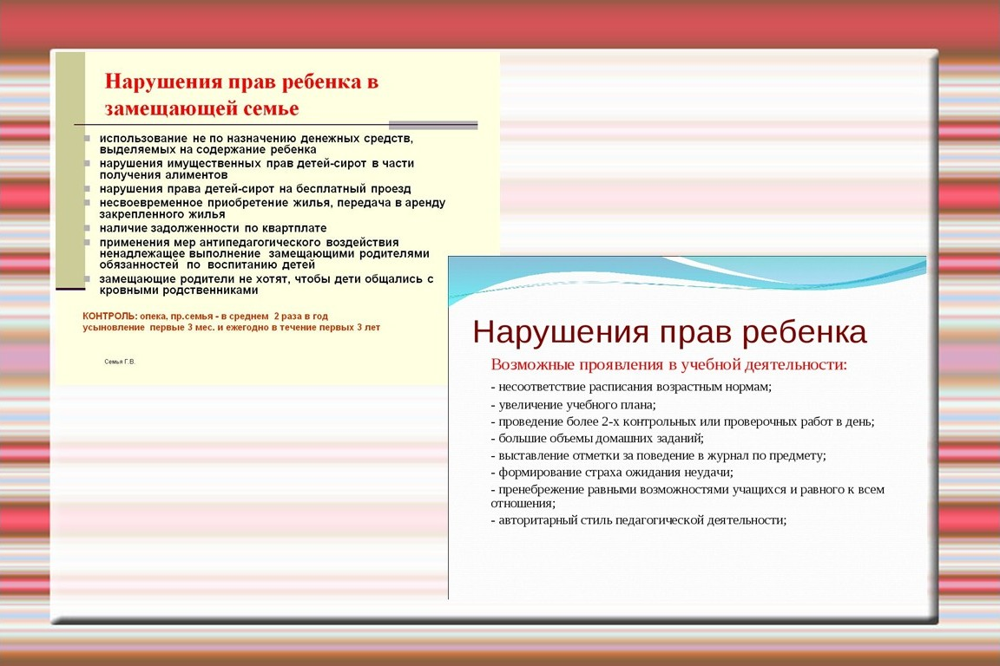 Нарушения прав ребенка в
замещающей семье
использование не по назначению денежных средств,
выделяемых на содержание ребенка
нарушения имущественных прав детей-сирот в части
получения алиментов
нарушения права детей-сирот на бесплатный проезд
несвоевременное приобретение жилья, передача в аренду
закрепленного жилья
наличие задолженности по квартплате
применения мер антипедагогического воздействия
ненадлежащее выполнение замещающими родителями
обязанностей по воспитанию детей
замещающие родители не хотят, чтобы дети общались с
кровными родственниками
КОНТРОЛЬ: опека, пр.семья - в среднем 2 раза в год
усыновление первые 3 мес. и ежегодно в течение первых 3 лет
Семья Г.В.
Нарушения прав ребенка
Возможные проявления в учебной деятельности:
- несоответствие расписания возрастным нормам;
- увеличение учебного плана;
- проведение более 2-х контрольных или проверочных работ в день;
- большие объемы домашних заданий;
- выставление отметки за поведение в журнал по предмету;
- формирование страха ожидания неудачи;
- пренебрежение равными возможностями учащихся и равного к всем
отношения;
- авторитарный стиль педагогической деятельности;